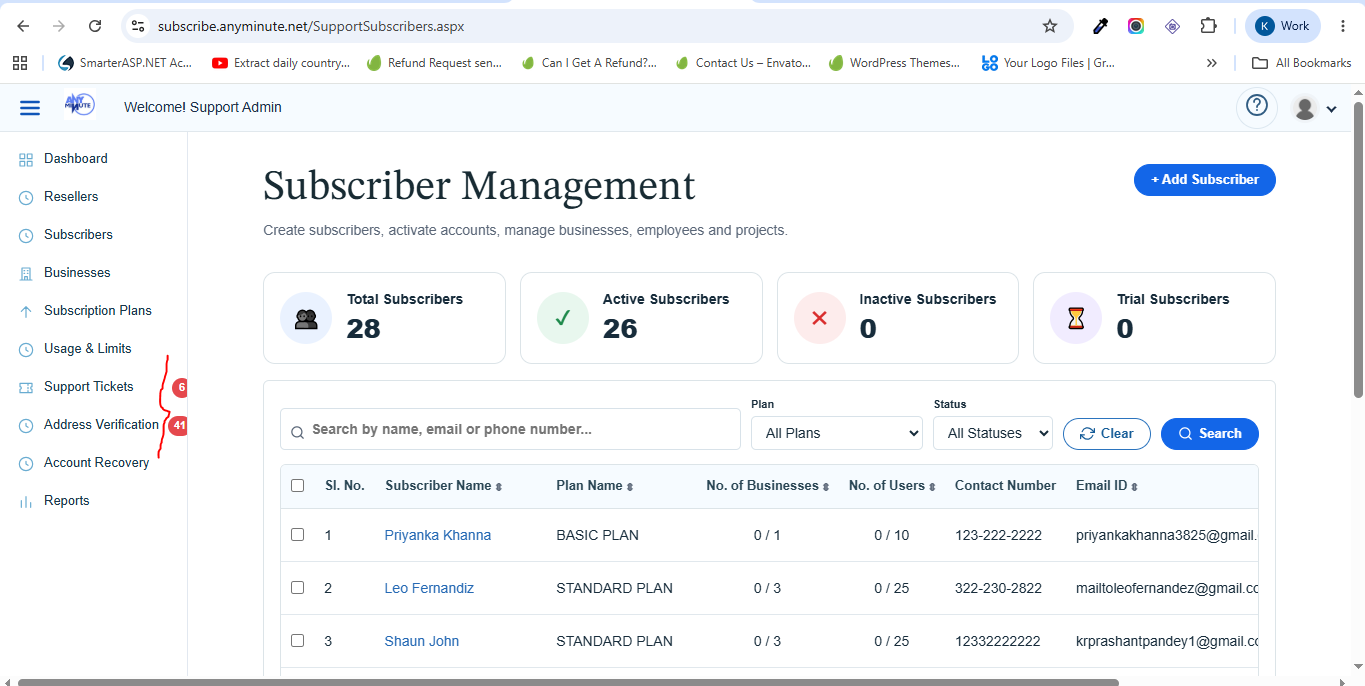 subscribe.anyminute.net/SupportSubscribers.aspx
K Work
SmarterASP.NET Ac...
Extract daily country...
Refund Request sen...
Can I Get A Refund?...
Contact Us – Envato...
WordPress Themes...
Your Logo Files | Gr...
All Bookmarks
ANY MINUTE
Welcome! Support Admin
Dashboard
Resellers
Subscribers
Businesses
Subscription Plans
Usage & Limits
Support Tickets 6
Address Verification 41
Account Recovery
Reports
Subscriber Management
+ Add Subscriber
Create subscribers, activate accounts, manage businesses, employees and projects.
Total Subscribers
28
Active Subscribers
26
Inactive Subscribers
0
Trial Subscribers
0
Plan
Status
Search by name, email or phone number...
All Plans
All Statuses
Clear
Search
Sl. No. Subscriber Name Plan Name No. of Businesses No. of Users Contact Number Email ID
1 Priyanka Khanna BASIC PLAN 0 / 1 0 / 10 123-222-2222 priyankakhanna3825@gmail.
2 Leo Fernandiz STANDARD PLAN 0 / 3 0 / 25 322-230-2822 mailtoleofernandez@gmail.co
3 Shaun John STANDARD PLAN 0 / 3 0 / 25 12332222222 krprashantpandey1@gmail.co